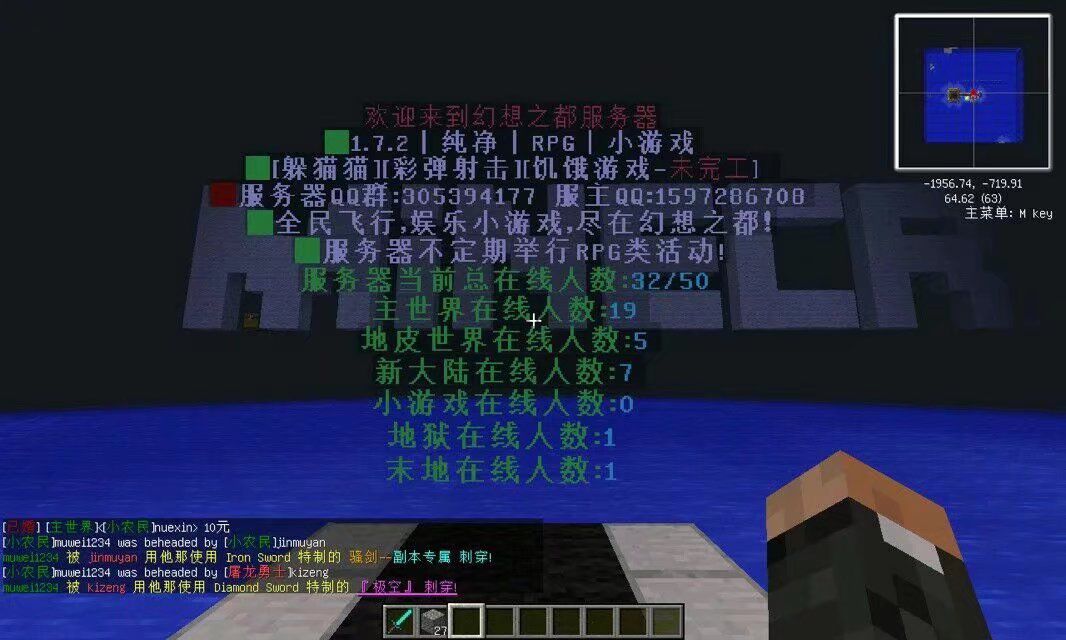 欢迎来到幻想之都服务器
1.7.2 | 纯净 | RPG | 小游戏
[躲猫猫][彩弹射击][饥饿游戏-未完工]
服务器QQ群:305394177 服主QQ:1597286708
全民飞行,娱乐小游戏,尽在幻想之都!
服务器不定期举行RPG类活动!
服务器当前总在线人数:32/50
主世界在线人数:19
地皮世界在线人数:5
新大陆在线人数:7
小游戏在线人数:0
地狱在线人数:1
末地在线人数:1
-1956.74, -719.91
64.62 (63)
主菜单: M key
[已婚][主世界]<[小农民]nuexin> 10元
[小农民]muwei1234 was beheaded by [小农民]jinmuyan
muwei1234 被 jinmuyan 用他那使用 Iron Sword 特制的 骚剑--副本专属 刺穿!
[小农民]muwei1234 was beheaded by [屠龙勇士]kizeng
muwei1234 被 kizeng 用他那使用 Diamond Sword 特制的 『极空』 刺穿!
27